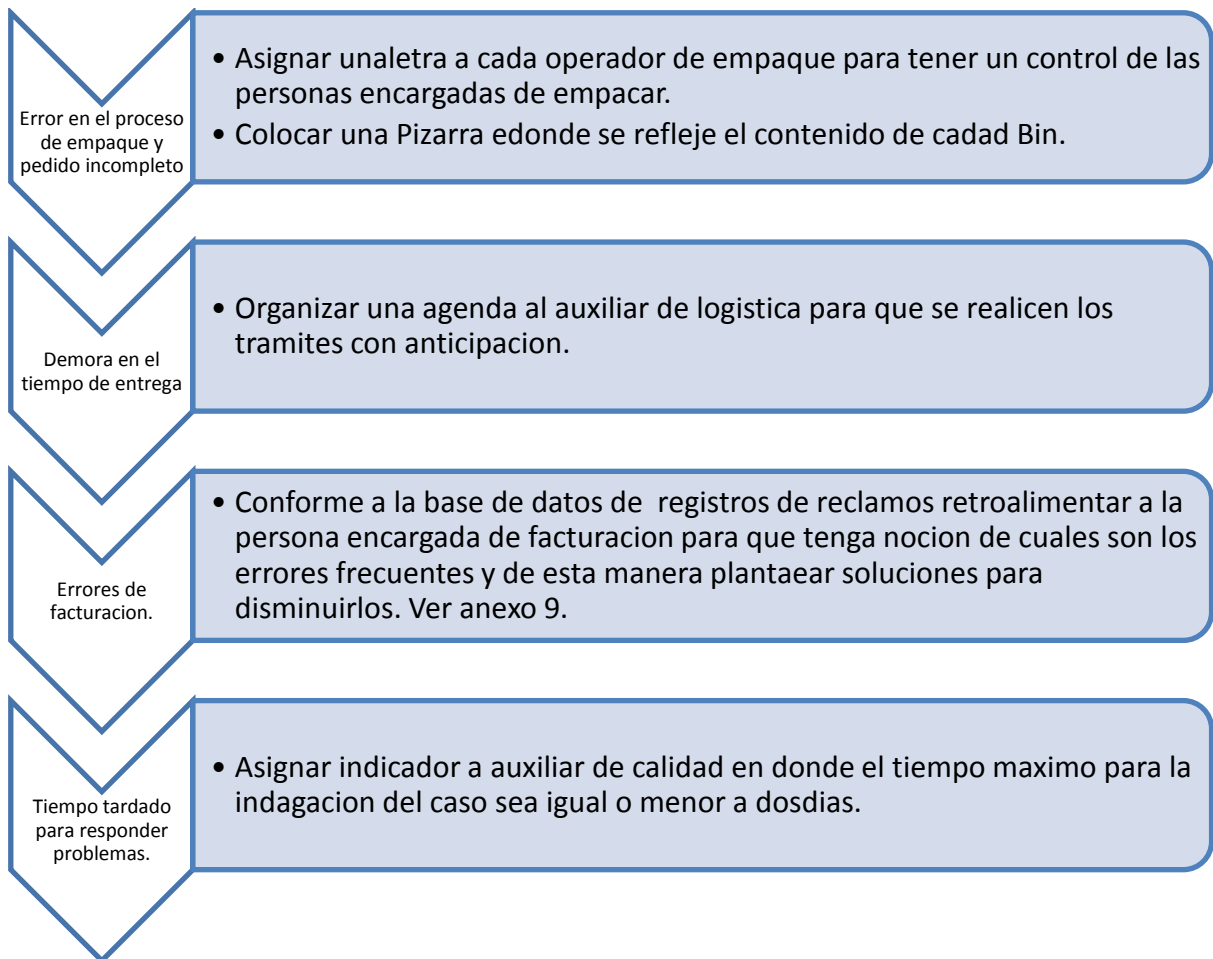 Error en el proceso
de empaque y
pedido incompleto
• Asignar unaletra a cada operador de empaque para tener un control de las
personas encargadas de empacar.
• Colocar una Pizarra edonde se refleje el contenido de cadad Bin.
Demora en el
tiempo de entrega
• Organizar una agenda al auxiliar de logistica para que se realicen los
tramites con anticipacion.
Errores de
facturacion.
• Conforme a la base de datos de  registros de reclamos retroalimentar a la
persona encargada de facturacion para que tenga nocion de cuales son los
errores frecuentes y de esta manera plantaear soluciones para
disminuirlos. Ver anexo 9.
Tiempo tardado
para responder
problemas.
• Asignar indicador a auxiliar de calidad en donde el tiempo maximo para la
indagacion del caso sea igual o menor a dosdias.